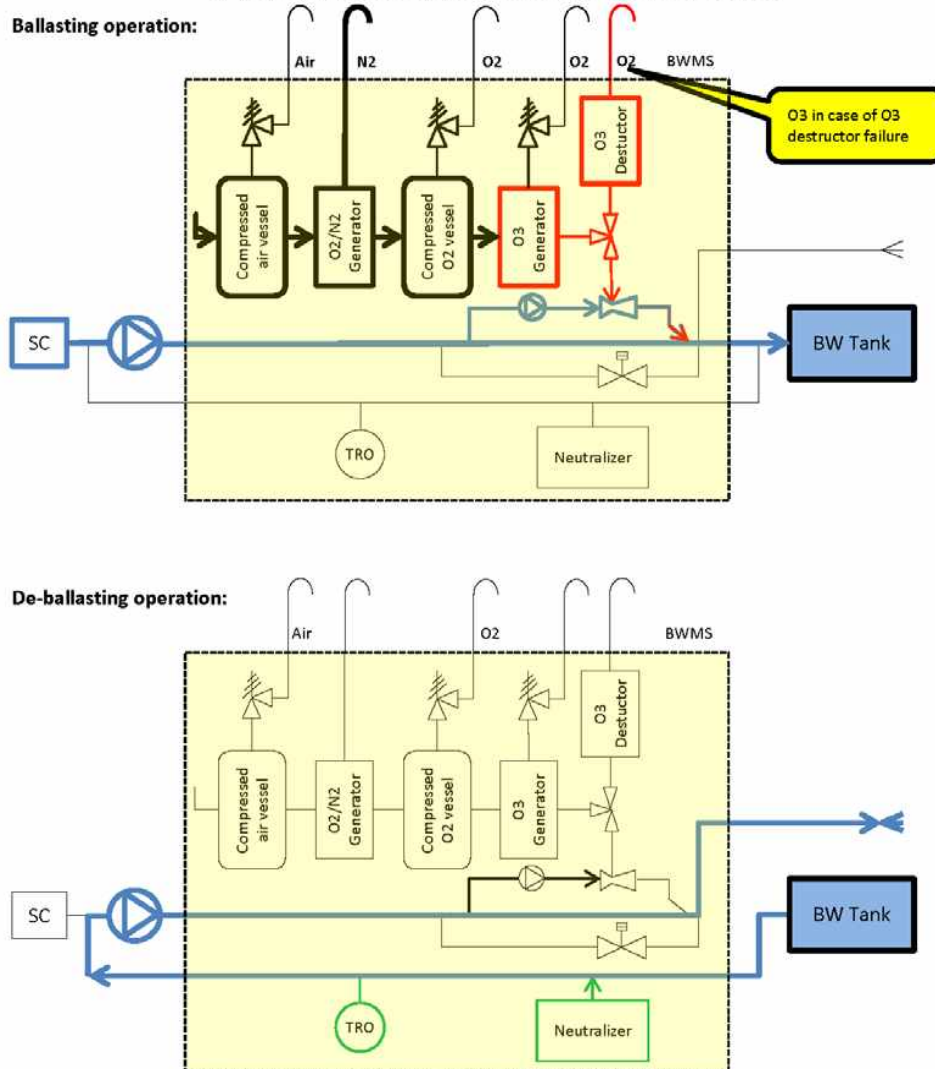 Ballasting operation:
Air
N2
O2
O2
O2
BWMS
O3 in case of O3
destructor failure
Compressed
air vessel
O2/N2
Generator
Compressed
O2 vessel
O3
Generator
O3
Destuctor
SC
BW Tank
TRO
Neutralizer
De-ballasting operation:
Air
O2
BWMS
Compressed
air vessel
O2/N2
Generator
Compressed
O2 vessel
O3
Generator
O3
Destuctor
SC
BW Tank
TRO
Neutralizer